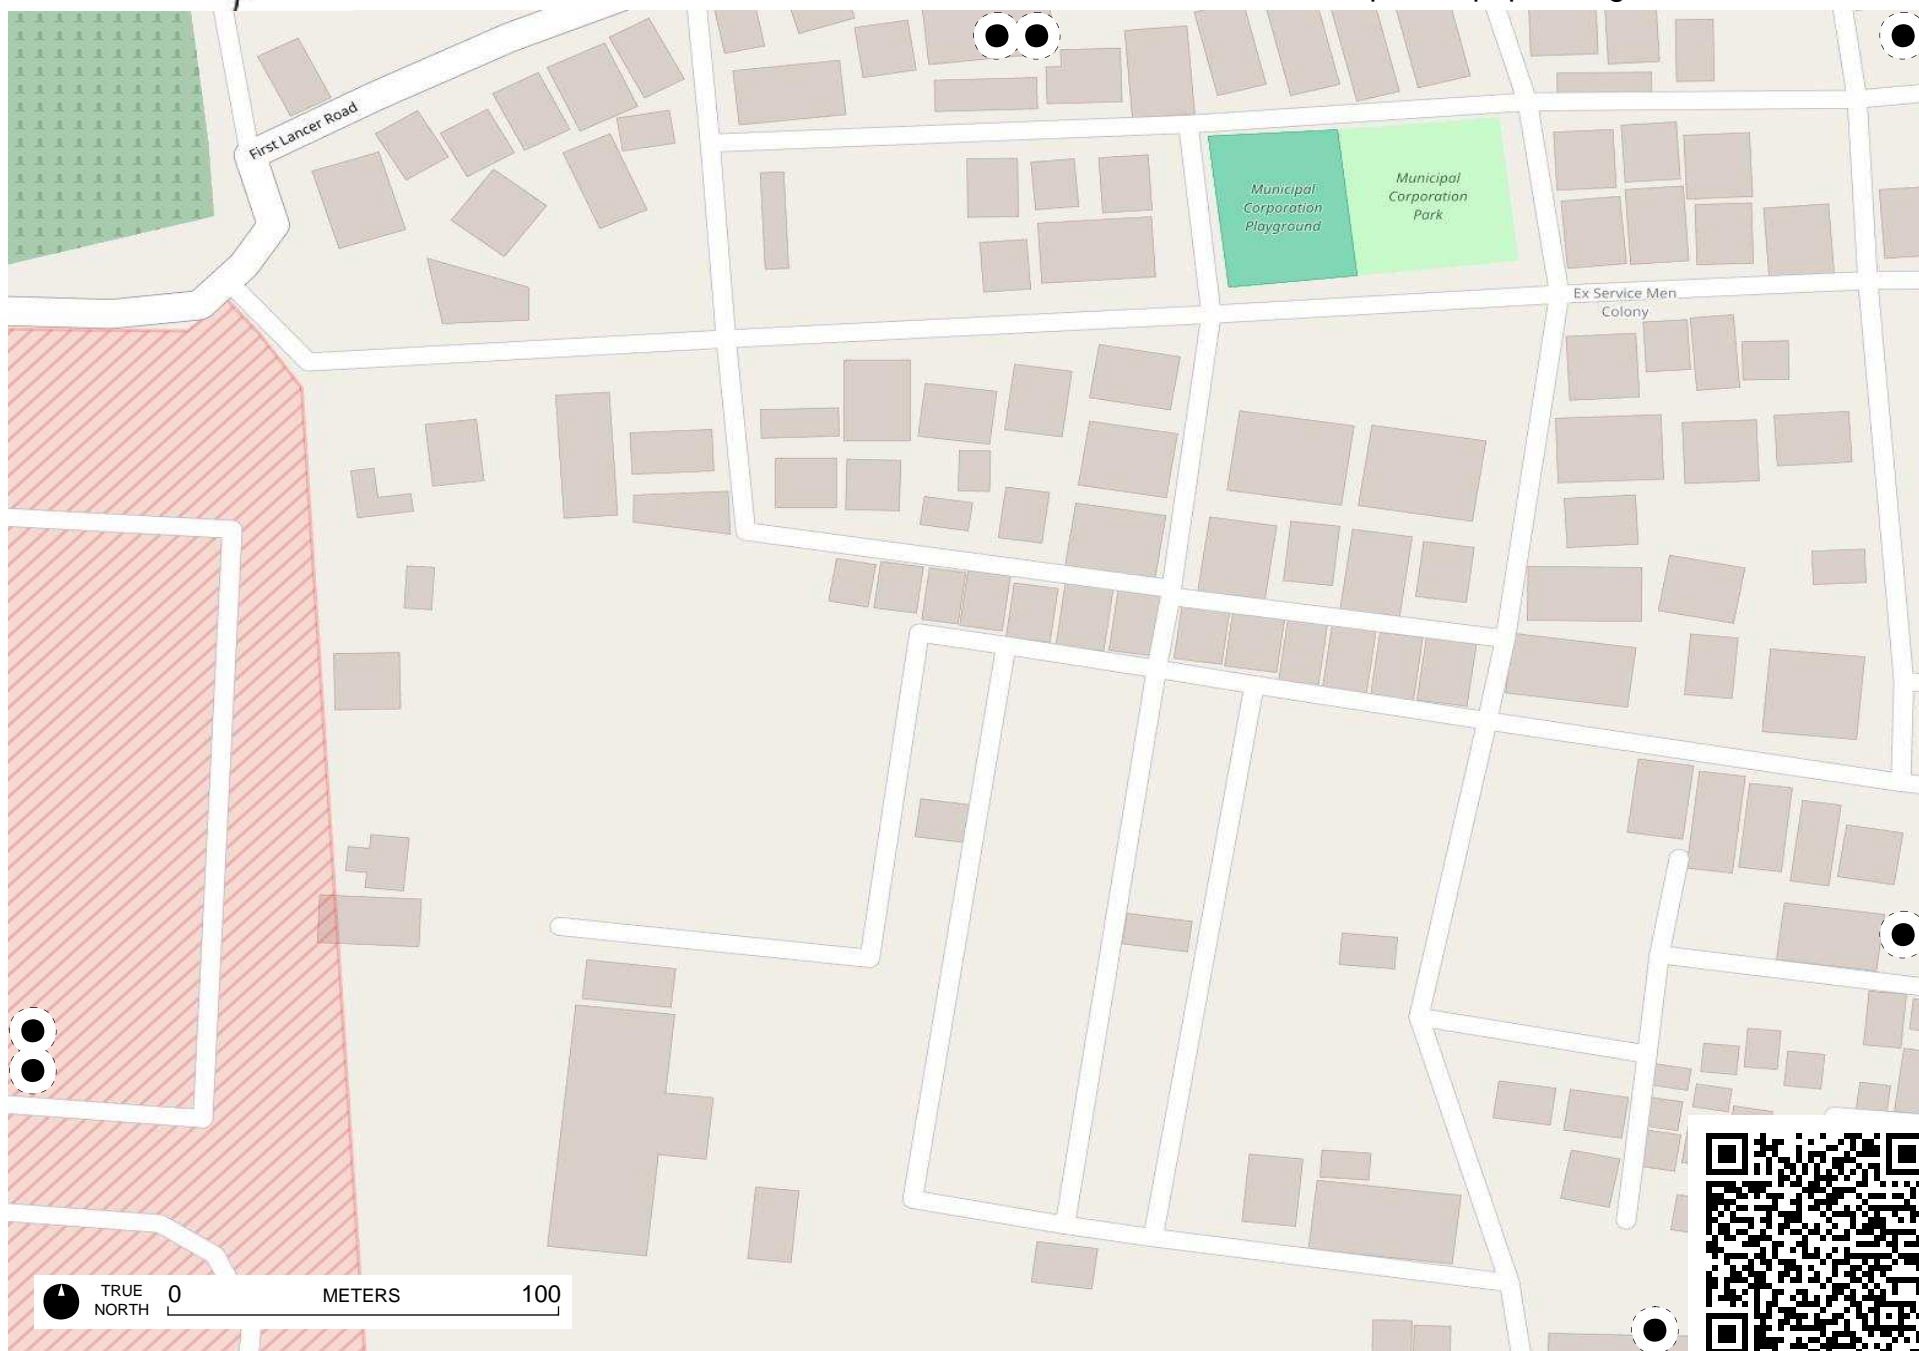 First Lancer Road
Municipal
Corporation
Playground
Municipal
Corporation
Park
Ex Service Men
Colony
TRUE
NORTH
0
METERS
100